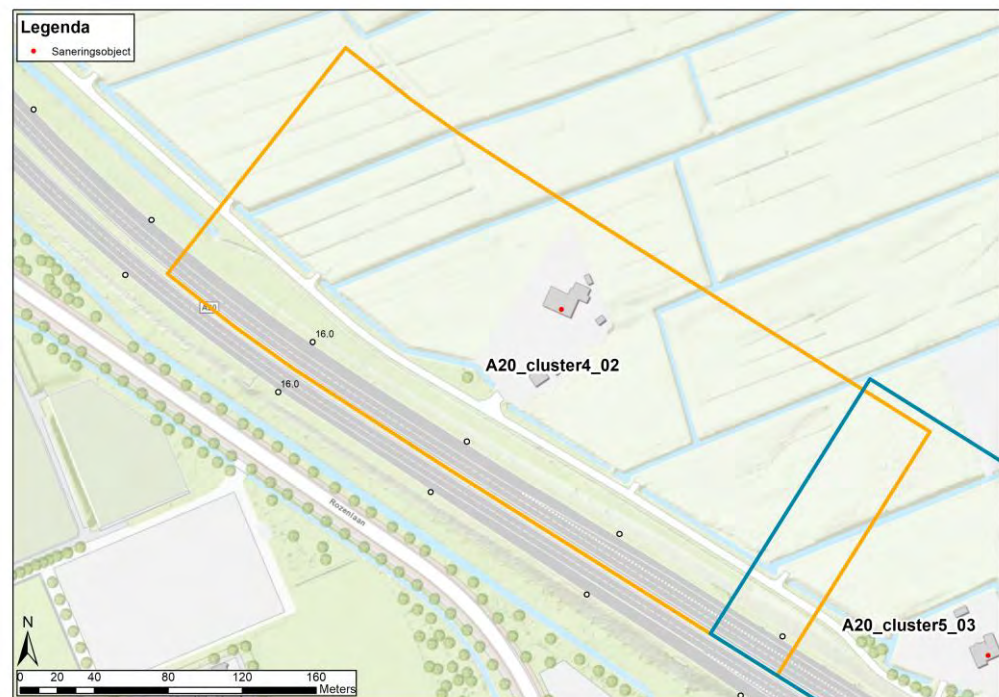 Legenda
Saneringsobject
A20
16.0
16.0
A20_cluster4_02
Rozenlaan
A20_cluster5_03
N
0 20 40 80 120 160
Meters